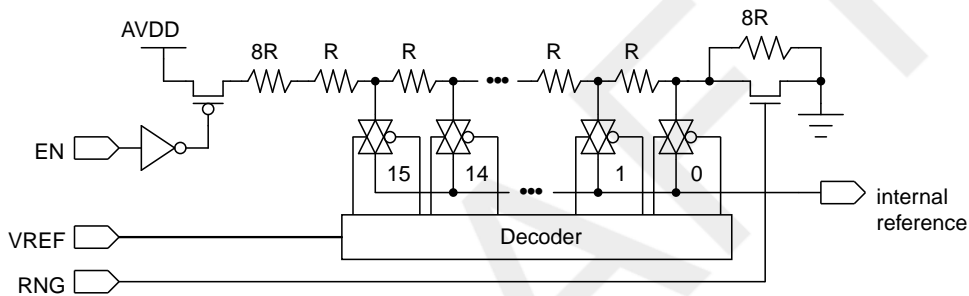 8R
AVDD
8R R R R R
EN
15 14 1 0
internal
reference
VREF
Decoder
RNG